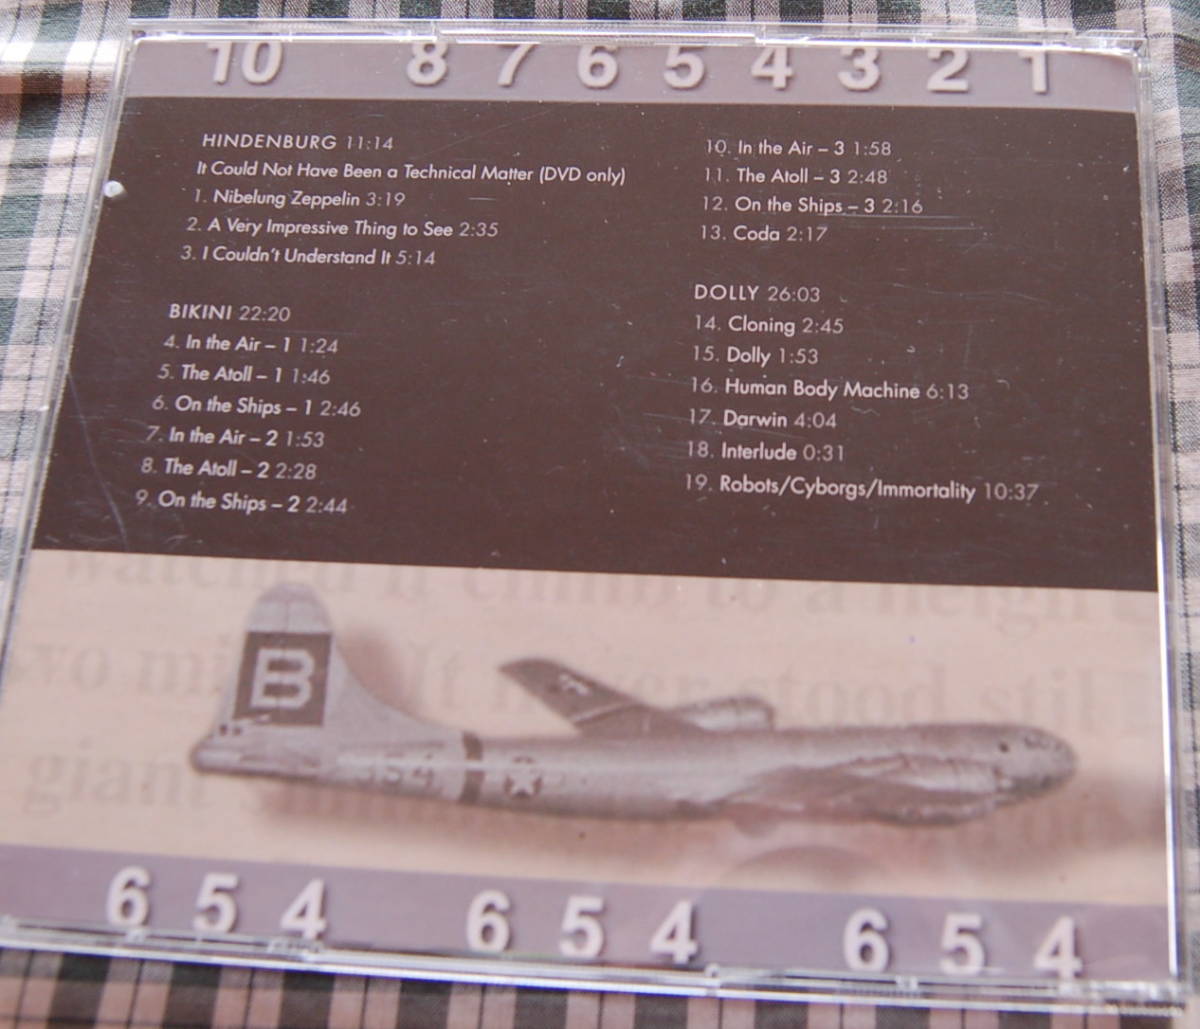 10 8 7 6 5 4 3 2 1
HINDENBURG 11:14
It Could Not Have Been a Technical Matter (DVD only)
1. Nibelung Zeppelin 3:19
2. A Very Impressive Thing to See 2:35
3. I Couldn't Understand It 5:14
BIKINI 22:20
4. In the Air – 1 1:24
5. The Atoll – 1 1:46
6. On the Ships – 1 2:46
7. In the Air – 2 1:53
8. The Atoll – 2 2:28
9. On the Ships – 2 2:44
10. In the Air – 3 1:58
11. The Atoll – 3 2:48
12. On the Ships – 3 2:16
13. Coda 2:17
DOLLY 26:03
14. Cloning 2:45
15. Dolly 1:53
16. Human Body Machine 6:13
17. Darwin 4:04
18. Interlude 0:31
19. Robots/Cyborgs/Immortality 10:37
climb to a
stood
giant
B
354
6 5 4 6 5 4 6 5 4